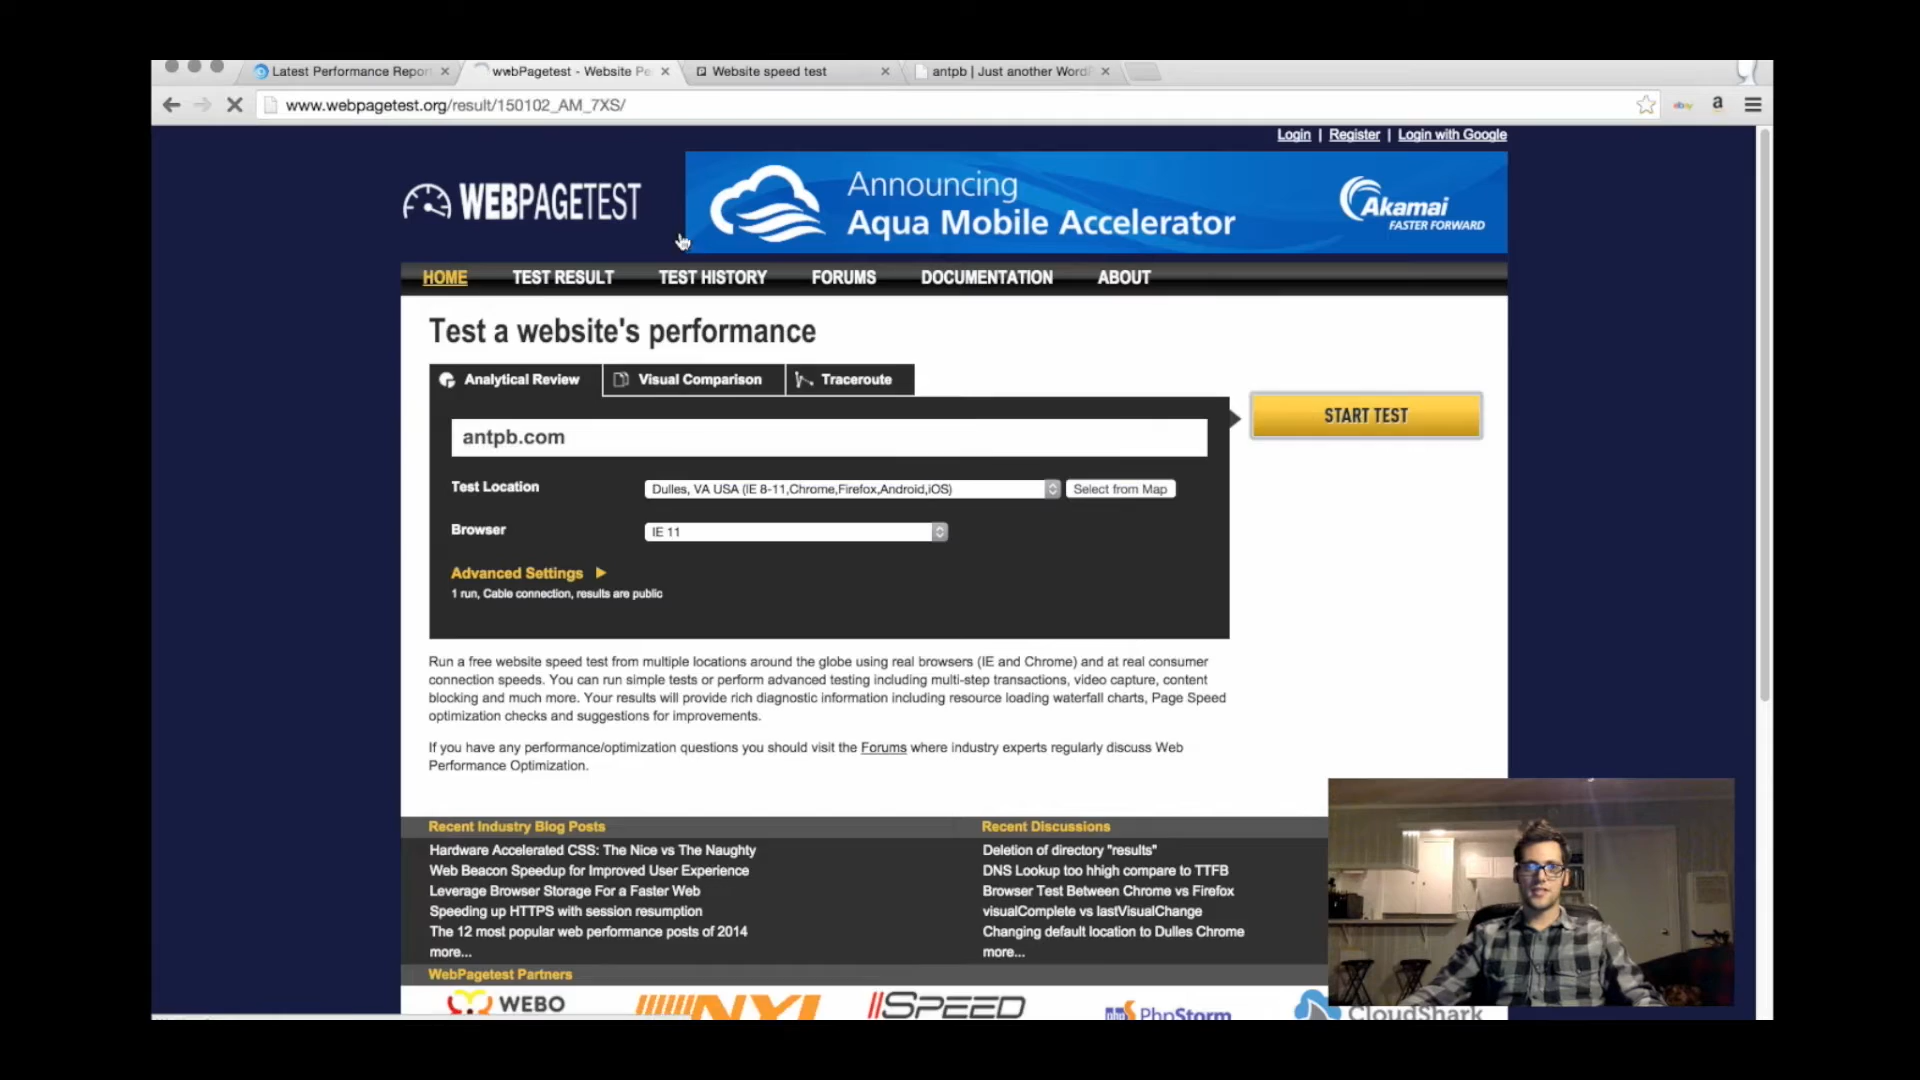 Latest Performance Repor
Website Pe
Website speed test
antpb | Just another Word
www.webpagetest.org/result/150102_AM_7XS/
ebay
a
Login | Register | Login with Google
WEBPAGETEST
Announcing
Aqua Mobile Accelerator
Akamai
FASTER FORWARD
HOME
TEST RESULT
TEST HISTORY
FORUMS
DOCUMENTATION
ABOUT
Test a website's performance
Analytical Review
Visual Comparison
Traceroute
antpb.com
START TEST
Test Location
Dulles, VA USA (IE 8-11,Chrome,Firefox,Android,iOS)
Select from Map
Browser
IE 11
Advanced Settings
1 run, Cable connection, results are public
Run a free website speed test from multiple locations around the globe using real browsers (IE and Chrome) and at real consumer
connection speeds. You can run simple tests or perform advanced testing including multi-step transactions, video capture, content
blocking and much more. Your results will provide rich diagnostic information including resource loading waterfall charts, Page Speed
optimization checks and suggestions for improvements.
If you have any performance/optimization questions you should visit the Forums where industry experts regularly discuss Web
Performance Optimization.
Recent Industry Blog Posts
Hardware Accelerated CSS: The Nice vs The Naughty
Web Beacon Speedup for Improved User Experience
Leverage Browser Storage For a Faster Web
Speeding up HTTPS with session resumption
The 12 most popular web performance posts of 2014
more...
Recent Discussions
Deletion of directory "results"
DNS Lookup too hhigh compare to TTFB
Browser Test Between Chrome vs Firefox
visualComplete vs lastVisualChange
Changing default location to Dulles Chrome
more...
WebPagetest Partners
WEBO
NYI
SPEED
PhpStorm
CloudShark